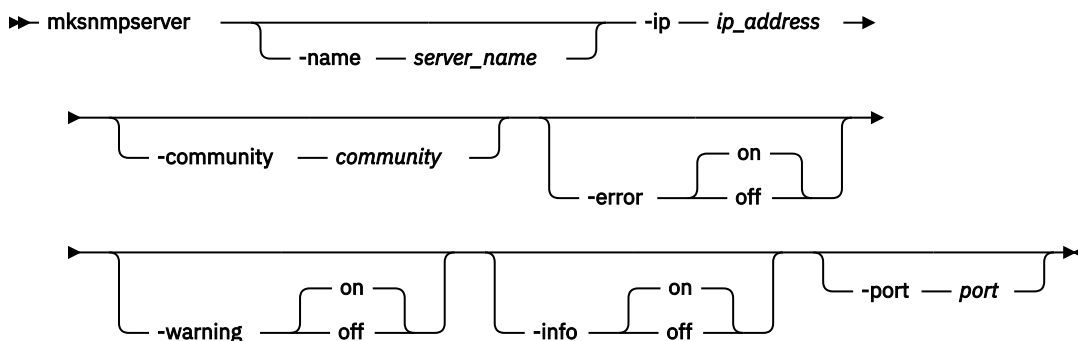 mksnmpserver -name server_name -ip ip_address
-community community -error on off
-warning on off -info on off -port port